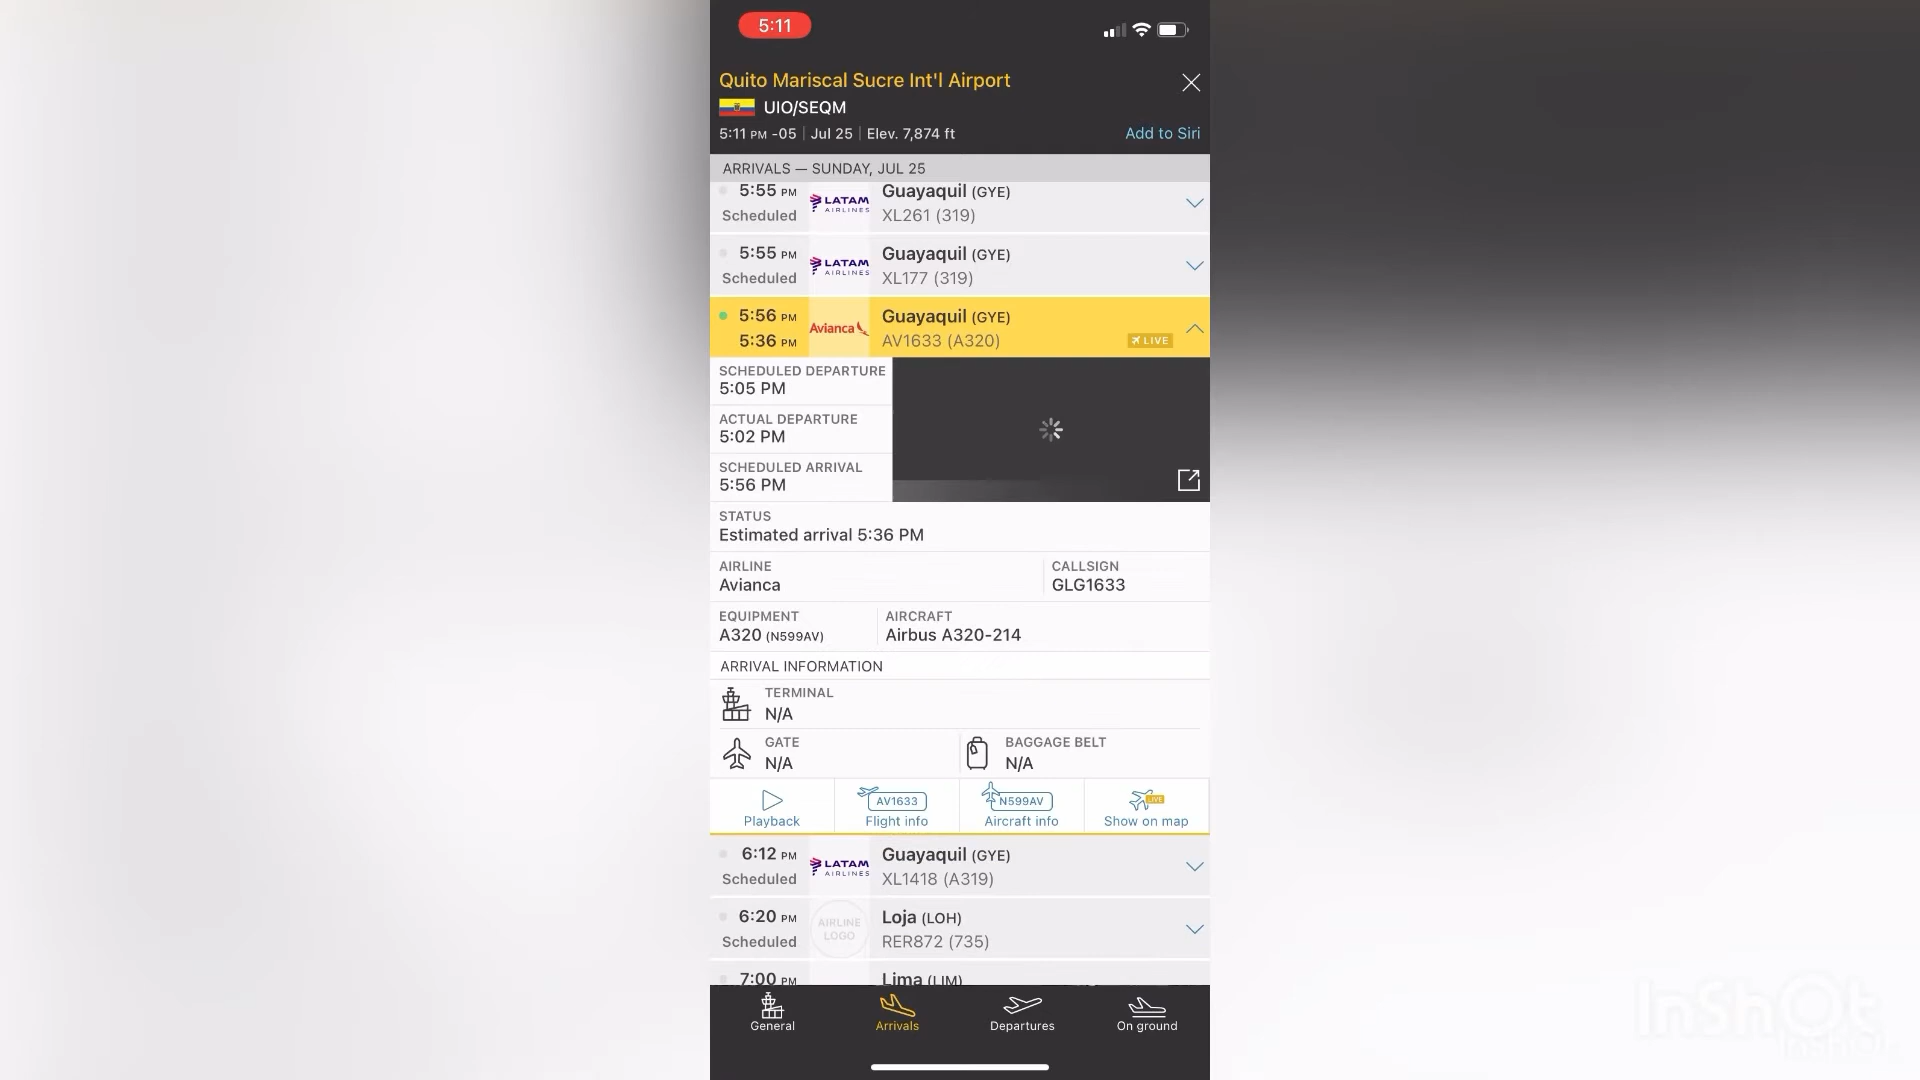 5:11
Quito Mariscal Sucre Int'l Airport
UIO/SEQM
5:11 PM -05 | Jul 25 | Elev. 7,874 ft
Add to Siri
ARRIVALS — SUNDAY, JUL 25
5:55 PM LATAM AIRLINES Guayaquil (GYE)
Scheduled XL261 (319)
5:55 PM LATAM AIRLINES Guayaquil (GYE)
Scheduled XL177 (319)
5:56 PM Avianca Guayaquil (GYE)
5:36 PM AV1633 (A320) LIVE
SCHEDULED DEPARTURE
5:05 PM
ACTUAL DEPARTURE
5:02 PM
SCHEDULED ARRIVAL
5:56 PM
STATUS
Estimated arrival 5:36 PM
AIRLINE CALLSIGN
Avianca GLG1633
EQUIPMENT AIRCRAFT
A320 (N599AV) Airbus A320-214
ARRIVAL INFORMATION
TERMINAL
N/A
GATE BAGGAGE BELT
N/A N/A
AV1633 N599AV LIVE
Playback Flight info Aircraft info Show on map
6:12 PM LATAM AIRLINES Guayaquil (GYE)
Scheduled XL1418 (A319)
6:20 PM AIRLINE LOGO Loja (LOH)
Scheduled RER872 (735)
7:00 PM Lima (LIM)
General Arrivals Departures On ground
InShOt
InShOt